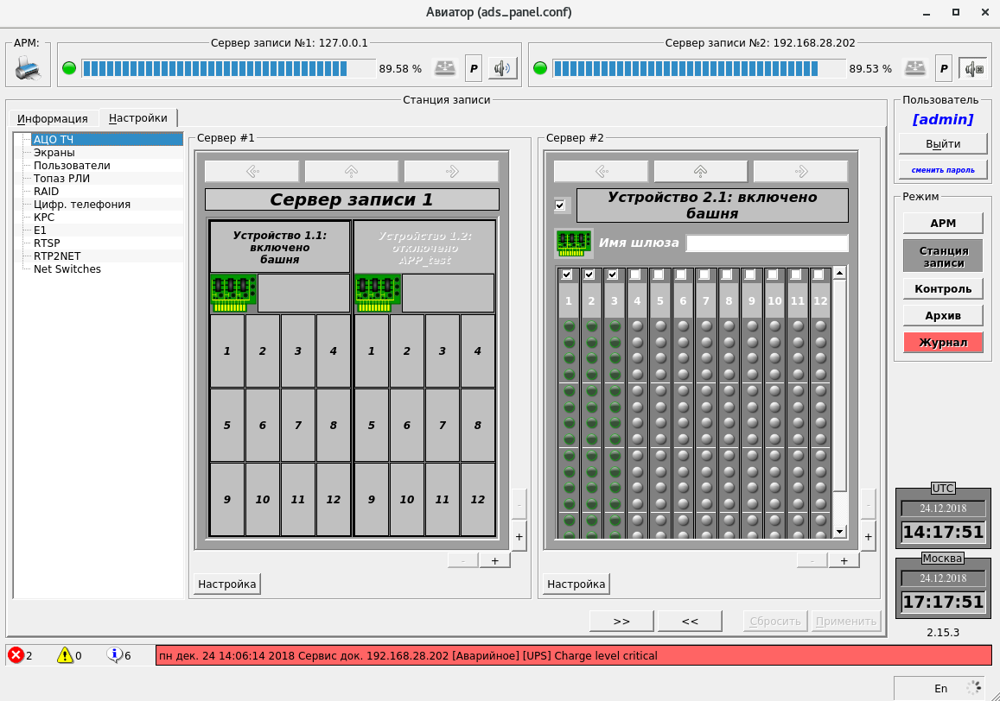 Авиатор (ads_panel.conf)
АРМ:
Сервер записи №1: 127.0.0.1
89.58 %
P
Сервер записи №2: 192.168.28.202
89.53 %
P
Станция записи
Информация
Настройки
АЦО ТЧ
Экраны
Пользователи
Топаз РЛИ
RAID
Цифр. телефония
КРС
E1
RTSP
RTP2NET
Net Switches
Сервер #1
Сервер записи 1
Устройство 1.1:
включено
башня
Устройство 1.2:
отключено
APP_test
1 2 3 4 1 2 3 4
5 6 7 8 5 6 7 8
9 10 11 12 9 10 11 12
-
+
- +
Настройка
Сервер #2
Устройство 2.1: включено
башня
Имя шлюза
1 2 3 4 5 6 7 8 9 10 11 12
-
+
- +
Настройка
>> << Сбросить Применить
Пользователь
[admin]
Выйти
сменить пароль
Режим
АРМ
Станция
записи
Контроль
Архив
Журнал
UTC
24.12.2018
14:17:51
Москва
24.12.2018
17:17:51
2.15.3
2 0 6
пн дек. 24 14:06:14 2018 Сервис док. 192.168.28.202 [Аварийное] [UPS] Charge level critical
En